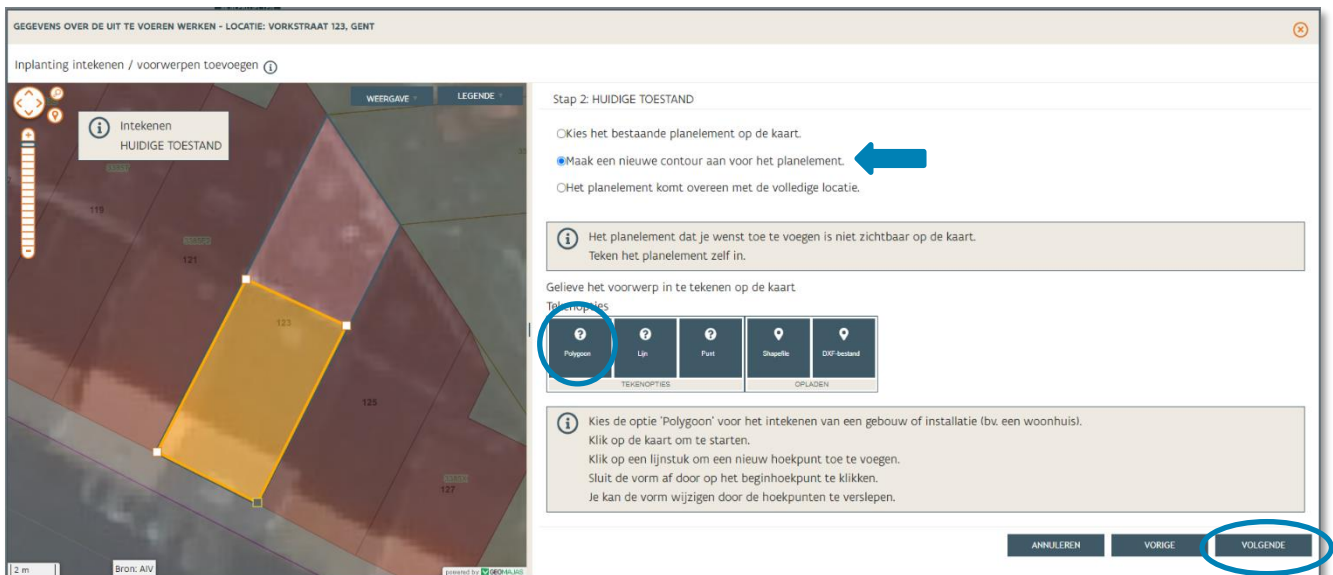 GEGEVENS OVER DE UIT TE VOEREN WERKEN - LOCATIE: VORKSTRAAT 123, GENT
Inplanting intekenen / voorwerpen toevoegen
WEERGAVE
LEGENDE
Intekenen
HUIDIGE TOESTAND
119
121
123
125
127
2 m
Bron: AIV
powered by GEOMAJAS
Stap 2: HUIDIGE TOESTAND
Kies het bestaande planelement op de kaart.
Maak een nieuwe contour aan voor het planelement.
Het planelement komt overeen met de volledige locatie.
Het planelement dat je wenst toe te voegen is niet zichtbaar op de kaart.
Teken het planelement zelf in.
Gelieve het voorwerp in te tekenen op de kaart
Tekenopties
Polygoon Lijn Punt Shapefile DXF-bestand
TEKENOPTIES OPLADEN
Kies de optie 'Polygoon' voor het intekenen van een gebouw of installatie (bv. een woonhuis).
Klik op de kaart om te starten.
Klik op een lijnstuk om een nieuw hoekpunt toe te voegen.
Sluit de vorm af door op het beginhoekpunt te klikken.
Je kan de vorm wijzigen door de hoekpunten te verslepen.
ANNULEREN VORIGE VOLGENDE